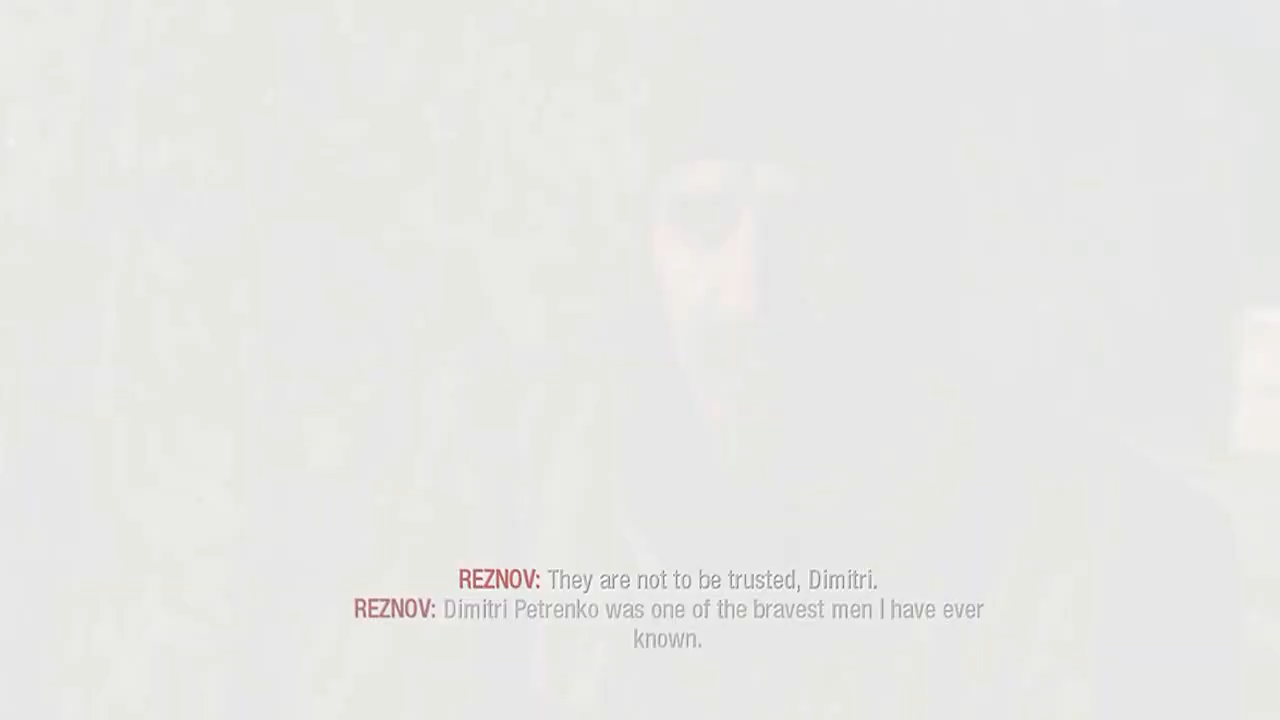 REZNOV: They are not to be trusted, Dimitri.
REZNOV: Dimitri Petrenko was one of the bravest men I have ever
known.